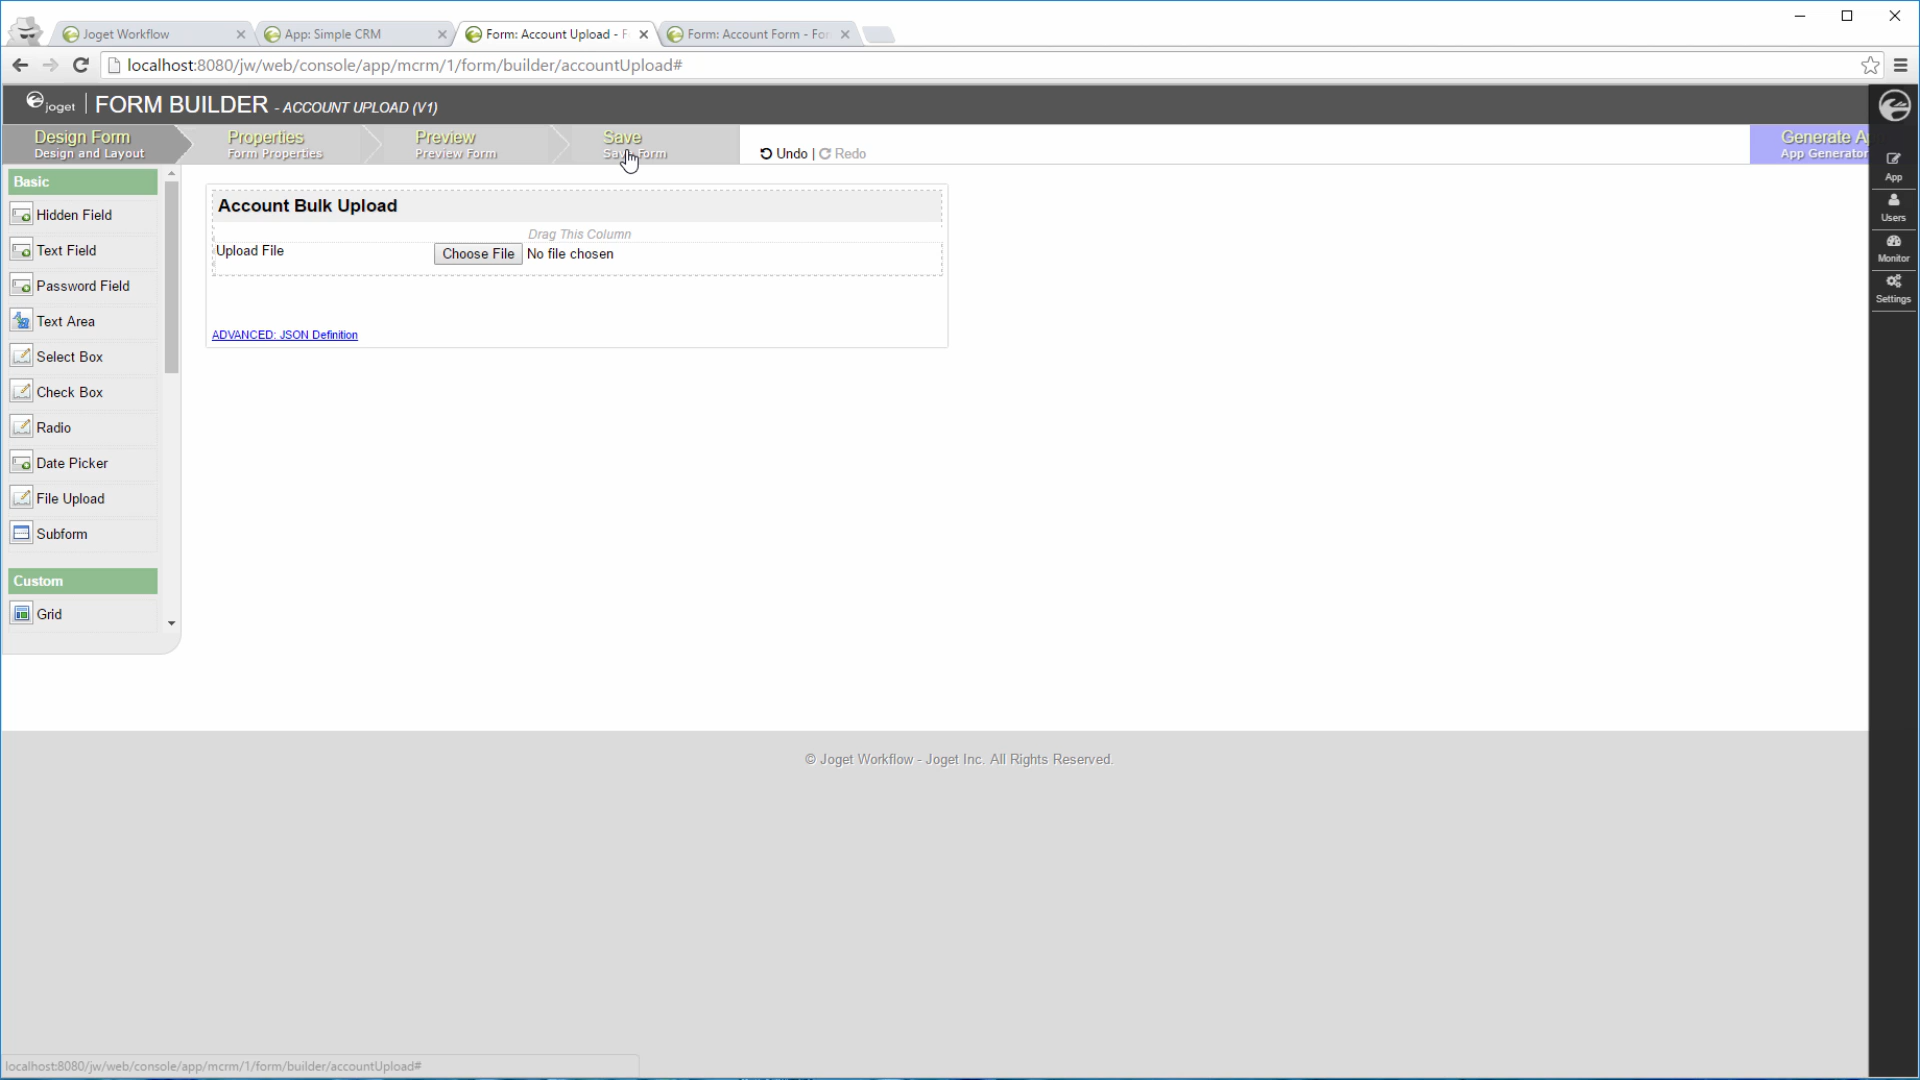 Joget Workflow
App: Simple CRM
Form: Account Upload - F
Form: Account Form - For
localhost:8080/jw/web/console/app/mcrm/1/form/builder/accountUpload#
joget | FORM BUILDER - ACCOUNT UPLOAD (V1)
Design Form
Design and Layout
Properties
Form Properties
Preview
Preview Form
Save
Save Form
Undo | Redo
Generate Ap
App Generator
App
Users
Monitor
Settings
Basic
Hidden Field
Text Field
Password Field
Text Area
Select Box
Check Box
Radio
Date Picker
File Upload
Subform
Custom
Grid
Account Bulk Upload
Drag This Column
Upload File
Choose File No file chosen
ADVANCED: JSON Definition
© Joget Workflow - Joget Inc. All Rights Reserved.
localhost:8080/jw/web/console/app/mcrm/1/form/builder/accountUpload#